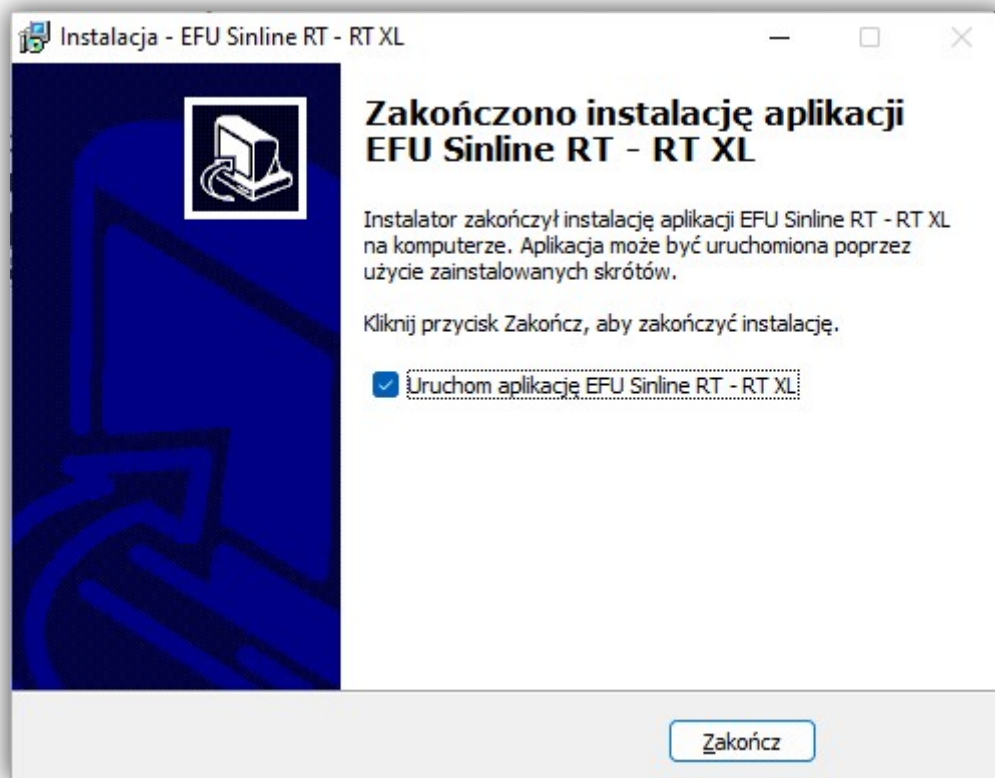 Instalacja - EFU Sinline RT - RT XL
Zakończono instalację aplikacji
EFU Sinline RT - RT XL
Instalator zakończył instalację aplikacji EFU Sinline RT - RT XL
na komputerze. Aplikacja może być uruchomiona poprzez
użycie zainstalowanych skrótów.
Kliknij przycisk Zakończ, aby zakończyć instalację.
Uruchom aplikację EFU Sinline RT - RT XL
Zakończ